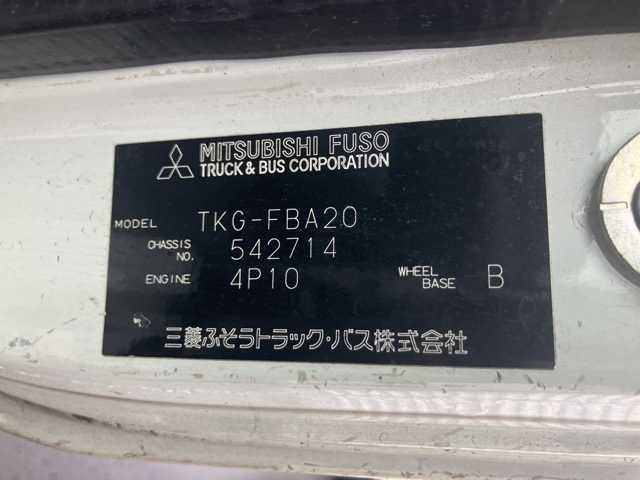 MITSUBISHI FUSO
TRUCK & BUS CORPORATION
MODEL TKG-FBA20
CHASSIS NO. 542714
ENGINE 4P10 WHEEL BASE B
三菱ふそうトラック・バス株式会社